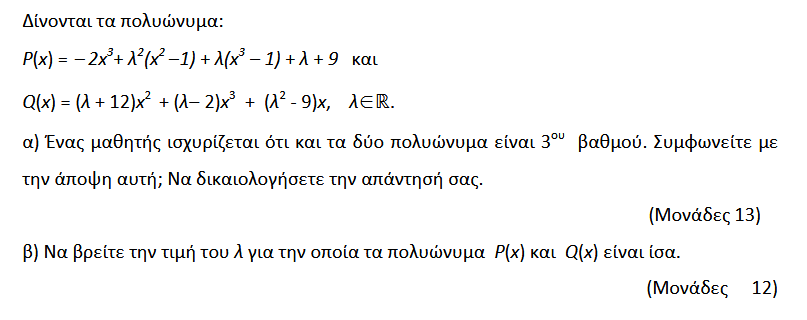 Δίνονται τα πολυώνυμα:
P(x) = – 2x³+ λ²(x² –1) + λ(x³ – 1) + λ + 9 και
Q(x) = (λ + 12)x² + (λ– 2)x³ + (λ² - 9)x, λ∈ℝ.
α) Ένας μαθητής ισχυρίζεται ότι και τα δύο πολυώνυμα είναι 3ου βαθμού. Συμφωνείτε με
την άποψη αυτή; Να δικαιολογήσετε την απάντησή σας.
(Μονάδες 13)
β) Να βρείτε την τιμή του λ για την οποία τα πολυώνυμα P(x) και Q(x) είναι ίσα.
(Μονάδες 12)